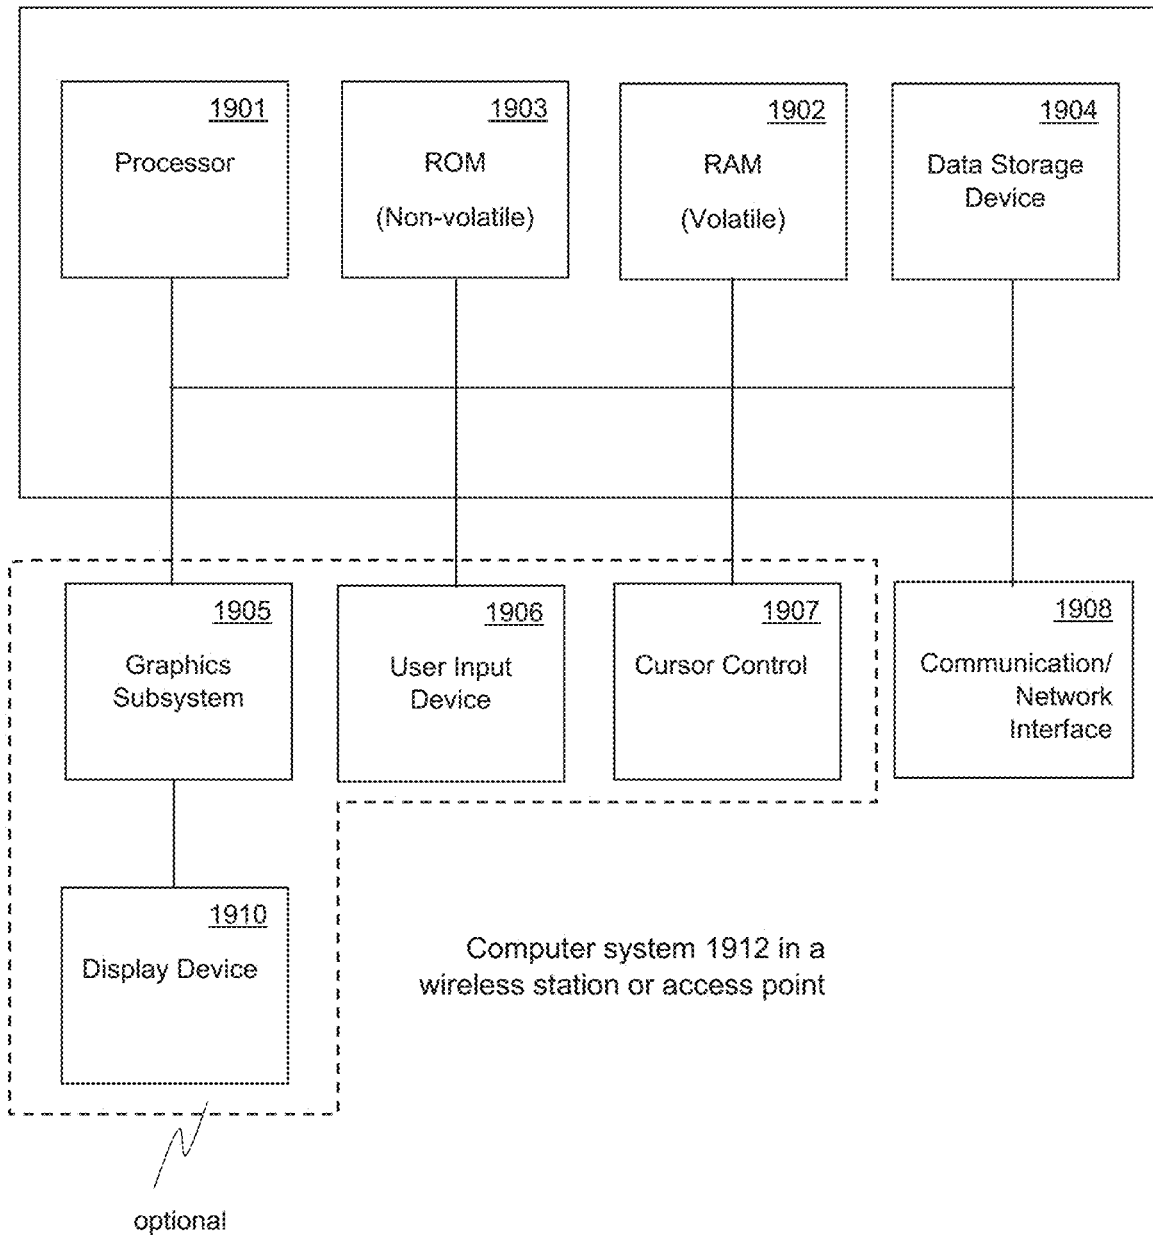 1901
Processor
1903
ROM
(Non-volatile)
1902
RAM
(Volatile)
1904
Data Storage
Device
1905
Graphics
Subsystem
1906
User Input
Device
1907
Cursor Control
1908
Communication/
Network
Interface
1910
Display Device
Computer system 1912 in a
wireless station or access point
optional